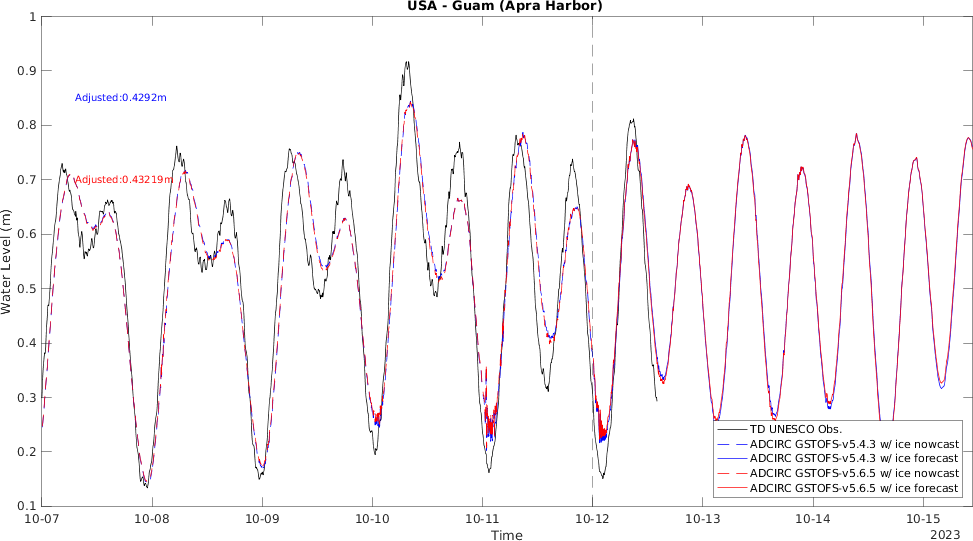 USA - Guam (Apra Harbor)
1
0.9
0.8
0.7
0.6
0.5
0.4
0.3
0.2
0.1
Water Level (m)
Adjusted:0.4292m
Adjusted:0.43219m
TD UNESCO Obs.
ADCIRC GSTOFS-v5.4.3 w/ ice nowcast
ADCIRC GSTOFS-v5.4.3 w/ ice forecast
ADCIRC GSTOFS-v5.6.5 w/ ice nowcast
ADCIRC GSTOFS-v5.6.5 w/ ice forecast
10-07 10-08 10-09 10-10 10-11 10-12 10-13 10-14 10-15
Time
2023